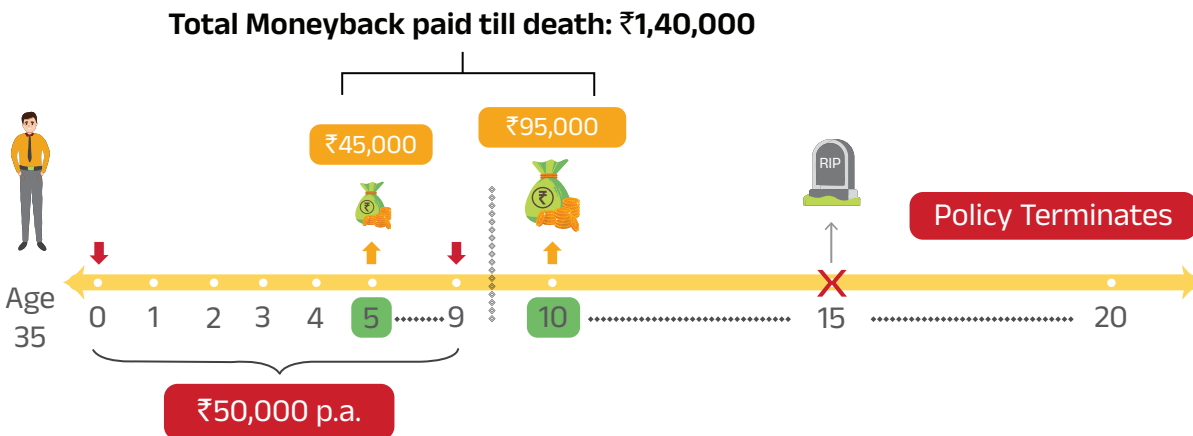 Total Moneyback paid till death: ₹1,40,000
₹45,000
₹95,000
₹
₹
RIP
Policy Terminates
Age
35
0 1 2 3 4 5 9 10 15 20
₹50,000 p.a.